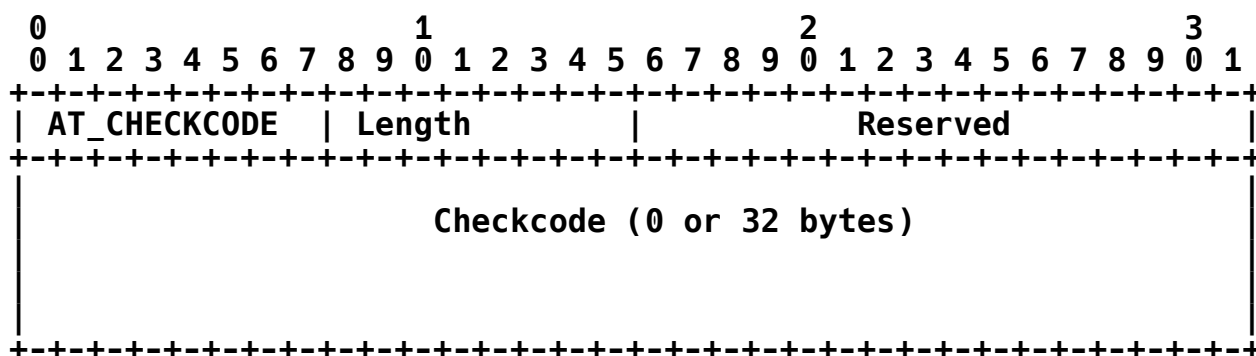 0                   1                   2                   3
 0 1 2 3 4 5 6 7 8 9 0 1 2 3 4 5 6 7 8 9 0 1 2 3 4 5 6 7 8 9 0 1
+-+-+-+-+-+-+-+-+-+-+-+-+-+-+-+-+-+-+-+-+-+-+-+-+-+-+-+-+-+-+-+-+
| AT_CHECKCODE  | Length        |           Reserved            |
+-+-+-+-+-+-+-+-+-+-+-+-+-+-+-+-+-+-+-+-+-+-+-+-+-+-+-+-+-+-+-+-+
|                                                               |
|                     Checkcode (0 or 32 bytes)                 |
|                                                               |
|                                                               |
|                                                               |
+-+-+-+-+-+-+-+-+-+-+-+-+-+-+-+-+-+-+-+-+-+-+-+-+-+-+-+-+-+-+-+-+